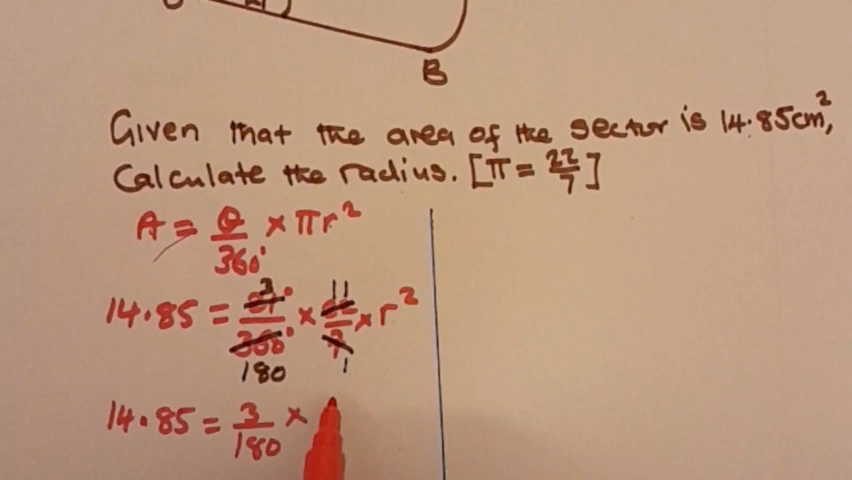 B
Given that the area of the sector is 14.85cm²,
Calculate the radius. [π = 22/7]
A = θ/360° × πr²
14.85 = 3/180 × 11/1 × r²
14.85 = 3/180 ×